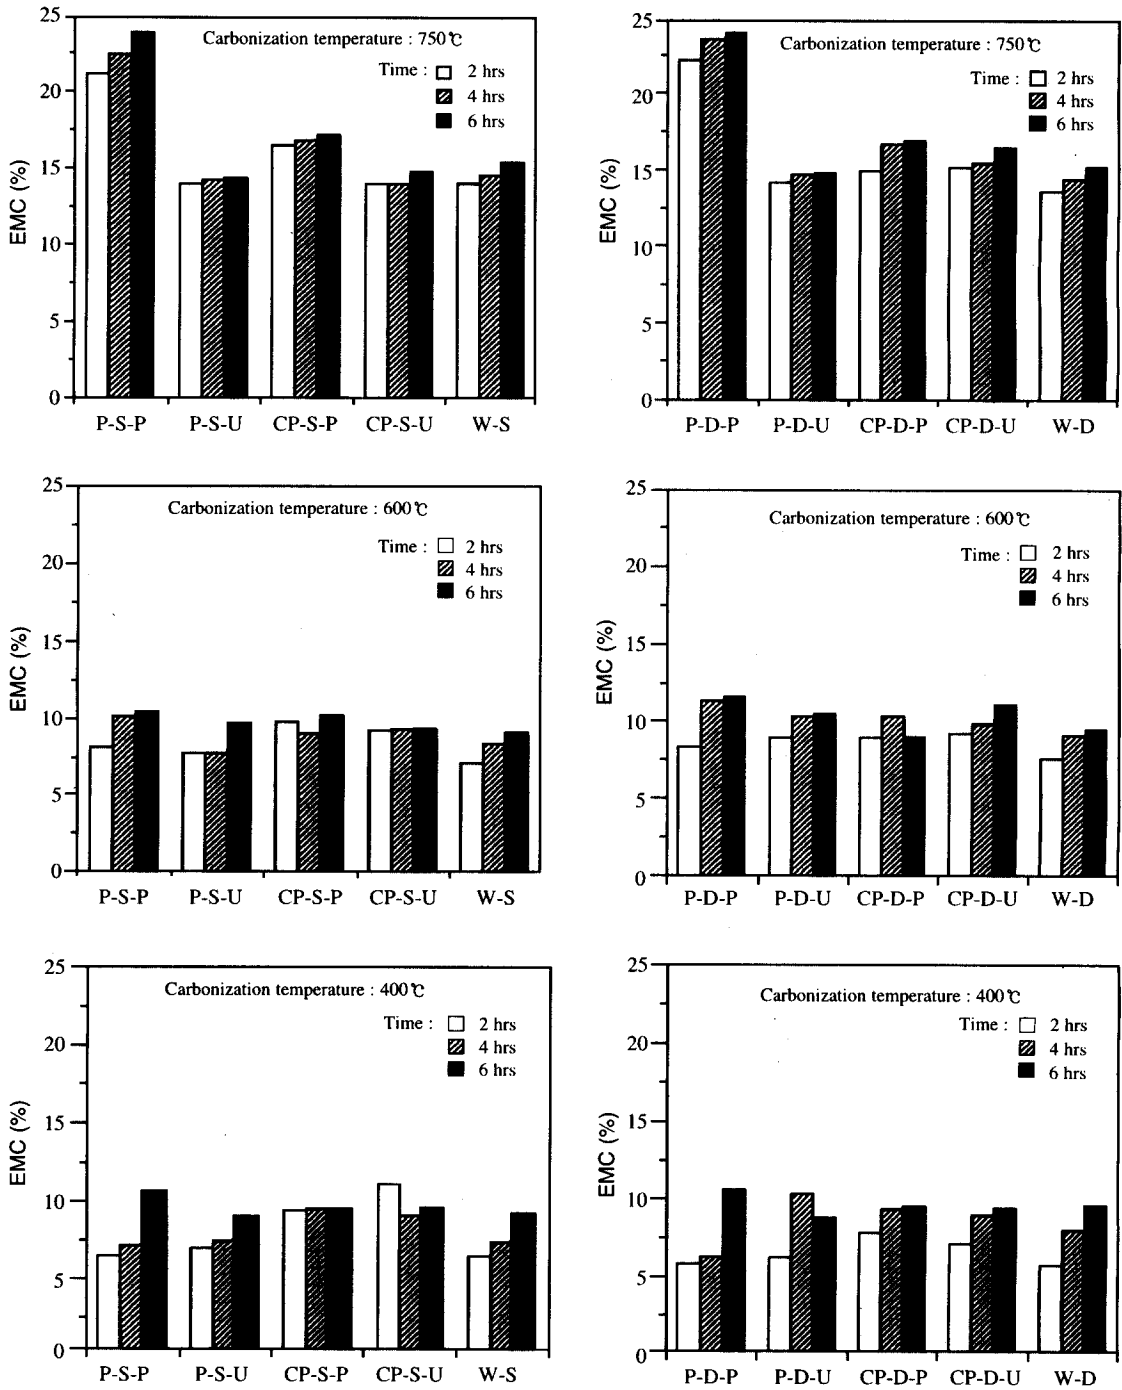 Carbonization temperature : 750℃
Time : 2 hrs
4 hrs
6 hrs
EMC (%)
25
20
15
10
5
0
P-S-P P-S-U CP-S-P CP-S-U W-S
Carbonization temperature : 750℃
Time : 2 hrs
4 hrs
6 hrs
EMC (%)
25
20
15
10
5
0
P-D-P P-D-U CP-D-P CP-D-U W-D
Carbonization temperature : 600℃
Time : 2 hrs
4 hrs
6 hrs
EMC (%)
25
20
15
10
5
0
P-S-P P-S-U CP-S-P CP-S-U W-S
Carbonization temperature : 600℃
Time : 2 hrs
4 hrs
6 hrs
EMC (%)
25
20
15
10
5
0
P-D-P P-D-U CP-D-P CP-D-U W-D
Carbonization temperature : 400℃
Time : 2 hrs
4 hrs
6 hrs
EMC (%)
25
20
15
10
5
0
P-S-P P-S-U CP-S-P CP-S-U W-S
Carbonization temperature : 400℃
Time : 2 hrs
4 hrs
6 hrs
EMC (%)
25
20
15
10
5
0
P-D-P P-D-U CP-D-P CP-D-U W-D